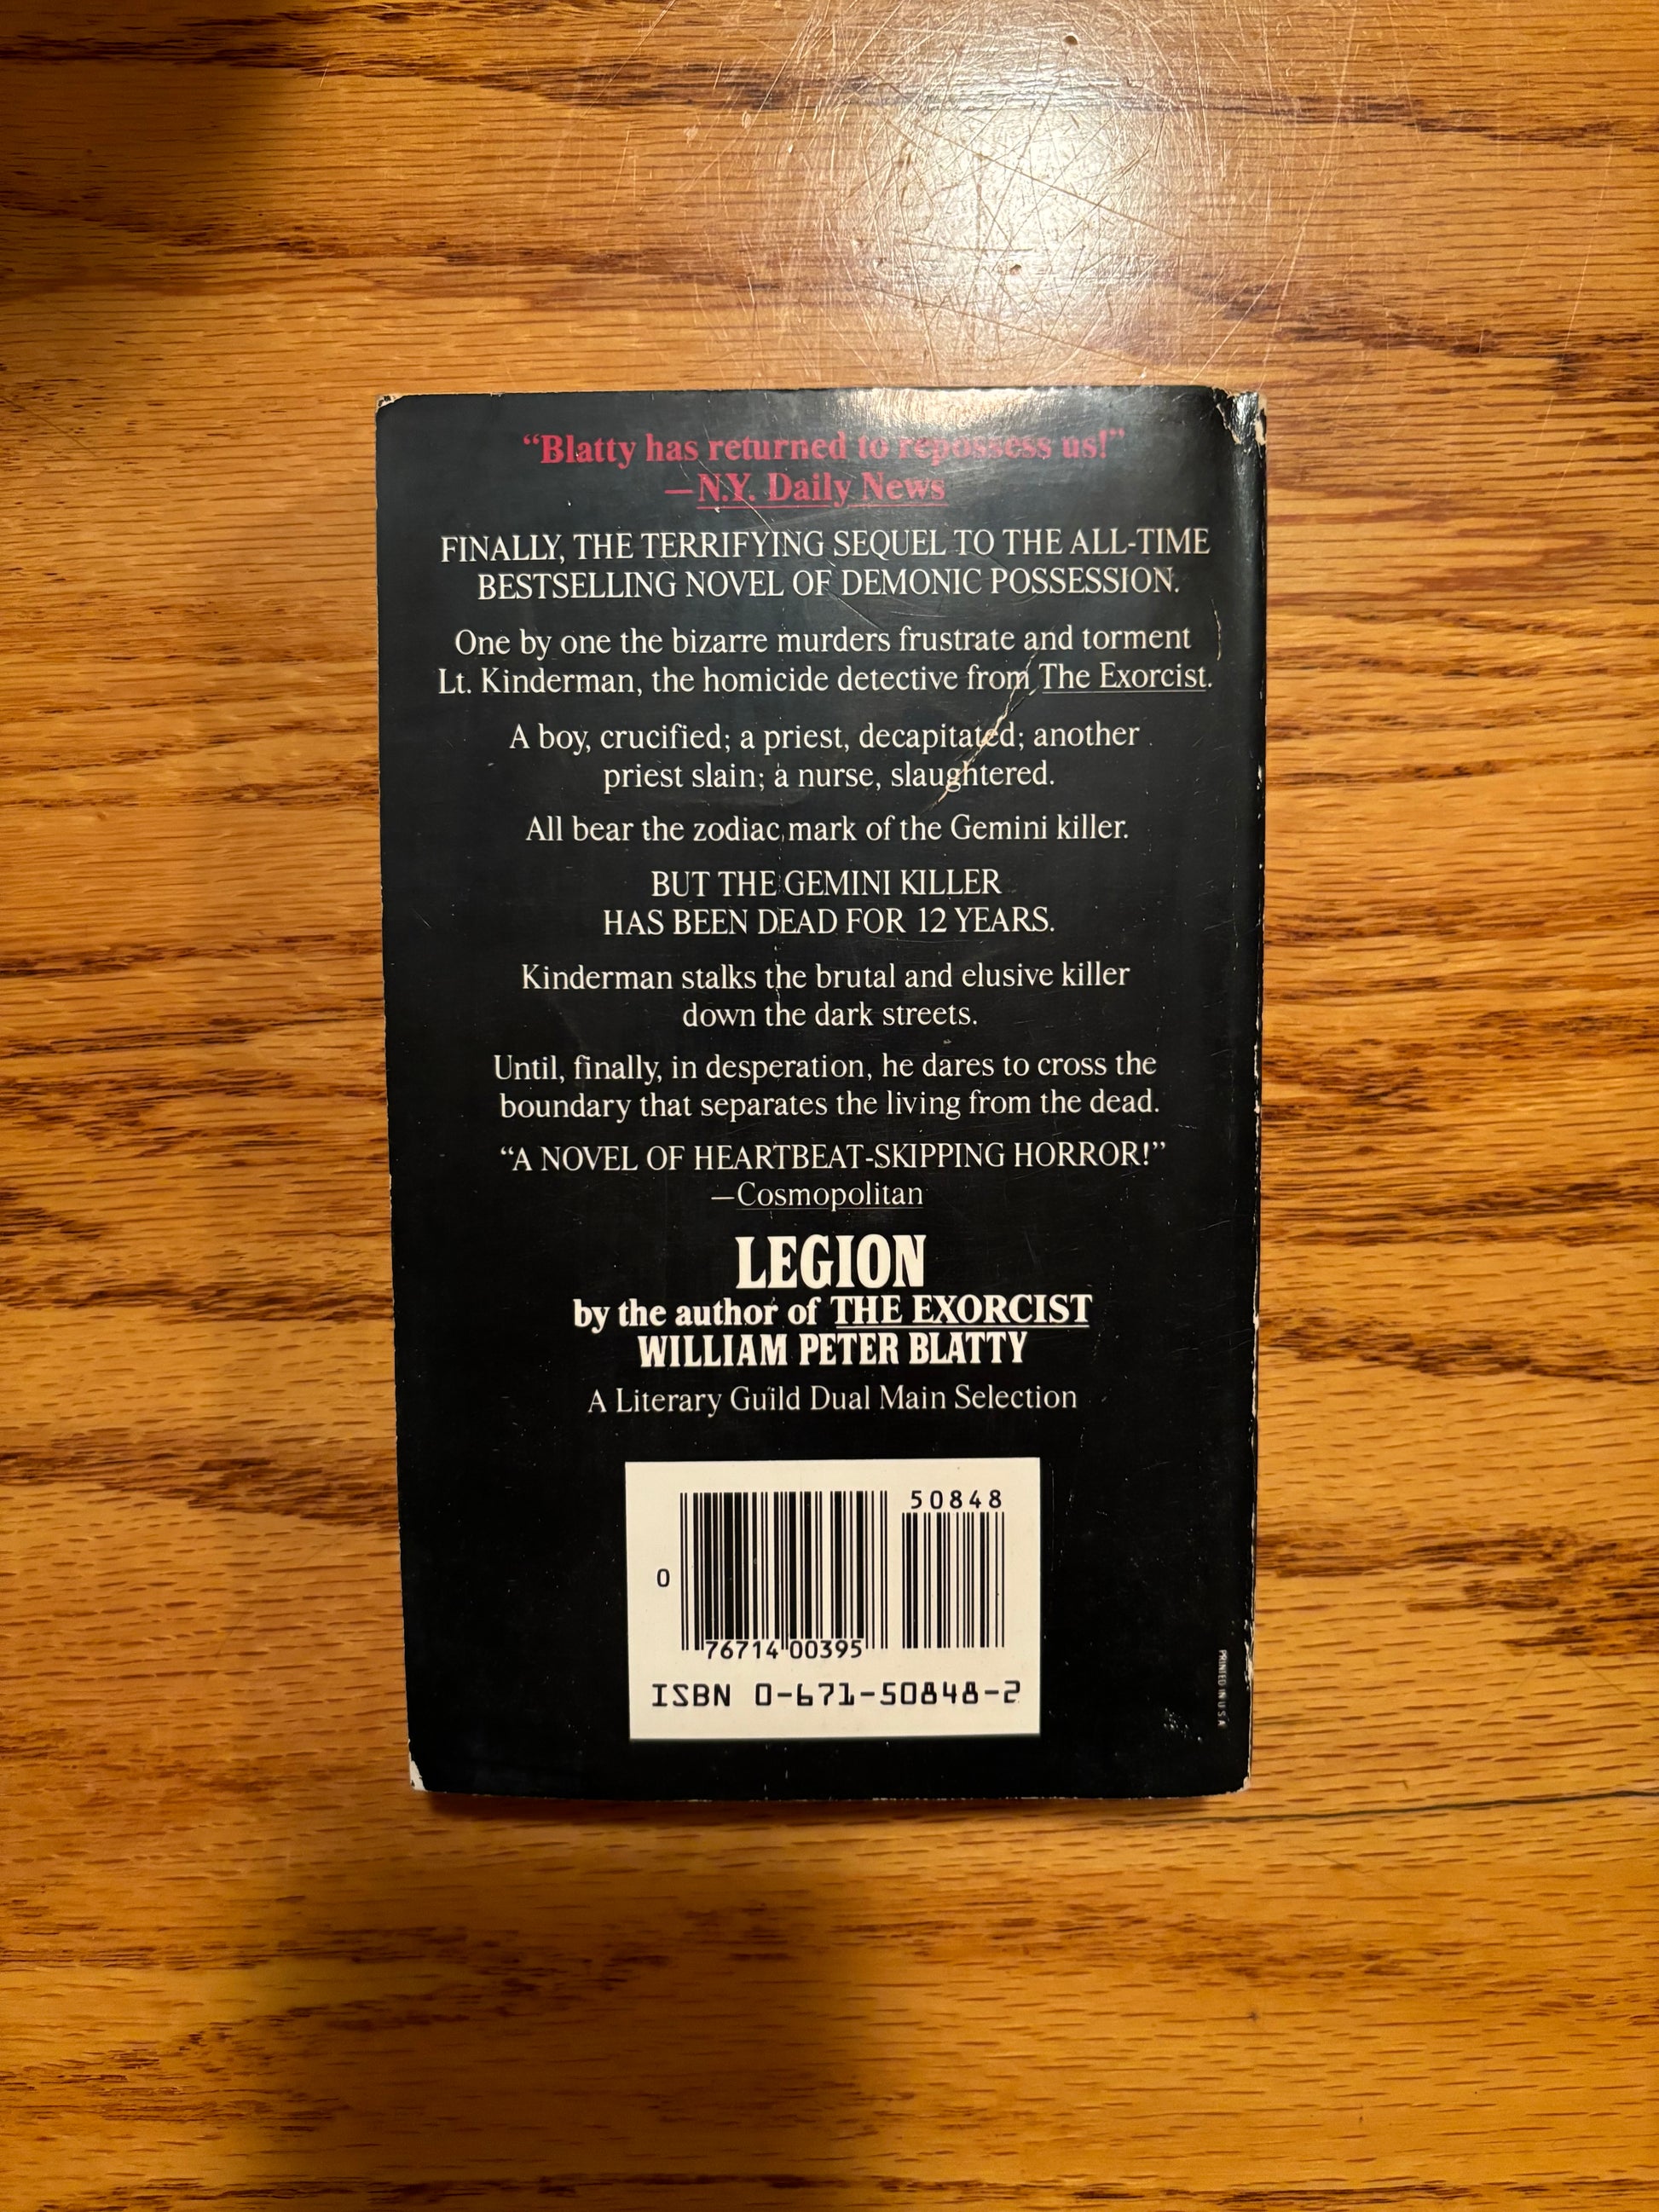 “Blatty has returned to repossess us!”
—N.Y. Daily News
FINALLY, THE TERRIFYING SEQUEL TO THE ALL-TIME
BESTSELLING NOVEL OF DEMONIC POSSESSION.
One by one the bizarre murders frustrate and torment
Lt. Kinderman, the homicide detective from The Exorcist.
A boy, crucified; a priest, decapitated; another
priest slain; a nurse, slaughtered.
All bear the zodiac mark of the Gemini killer.
BUT THE GEMINI KILLER
HAS BEEN DEAD FOR 12 YEARS.
Kinderman stalks the brutal and elusive killer
down the dark streets.
Until, finally, in desperation, he dares to cross the
boundary that separates the living from the dead.
“A NOVEL OF HEARTBEAT-SKIPPING HORROR!”
—Cosmopolitan
LEGION
by the author of THE EXORCIST
WILLIAM PETER BLATTY
A Literary Guild Dual Main Selection
50848
0
76714 00395
ISBN 0-671-50848-2
PRINTED IN U.S.A.